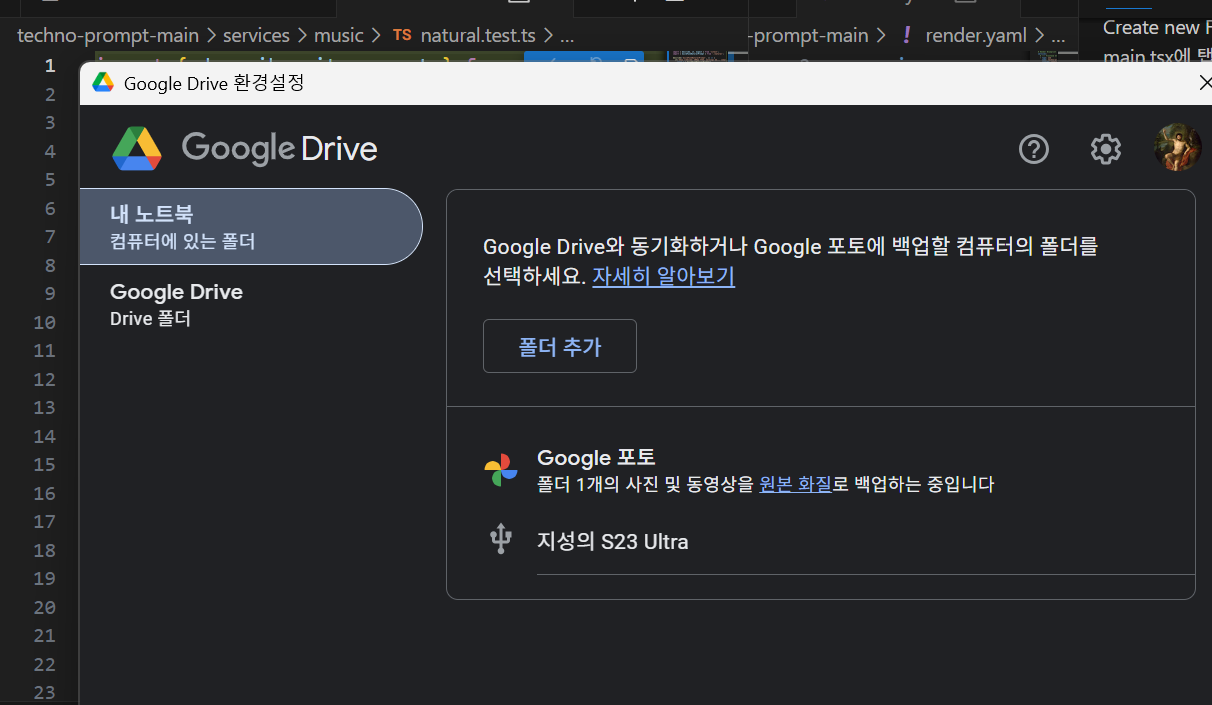 techno-prompt-main > services > music > TS natural.test.ts > ...
-prompt-main > ! render.yaml > ...
Create new F
main.tsx에
1
2
3
4
5
6
7
8
9
10
11
12
13
14
15
16
17
18
19
20
21
22
23
Google Drive 환경설정
Google Drive
내 노트북
컴퓨터에 있는 폴더
Google Drive
Drive 폴더
Google Drive와 동기화하거나 Google 포토에 백업할 컴퓨터의 폴더를
선택하세요. 자세히 알아보기
폴더 추가
Google 포토
폴더 1개의 사진 및 동영상을 원본 화질로 백업하는 중입니다
지성의 S23 Ultra